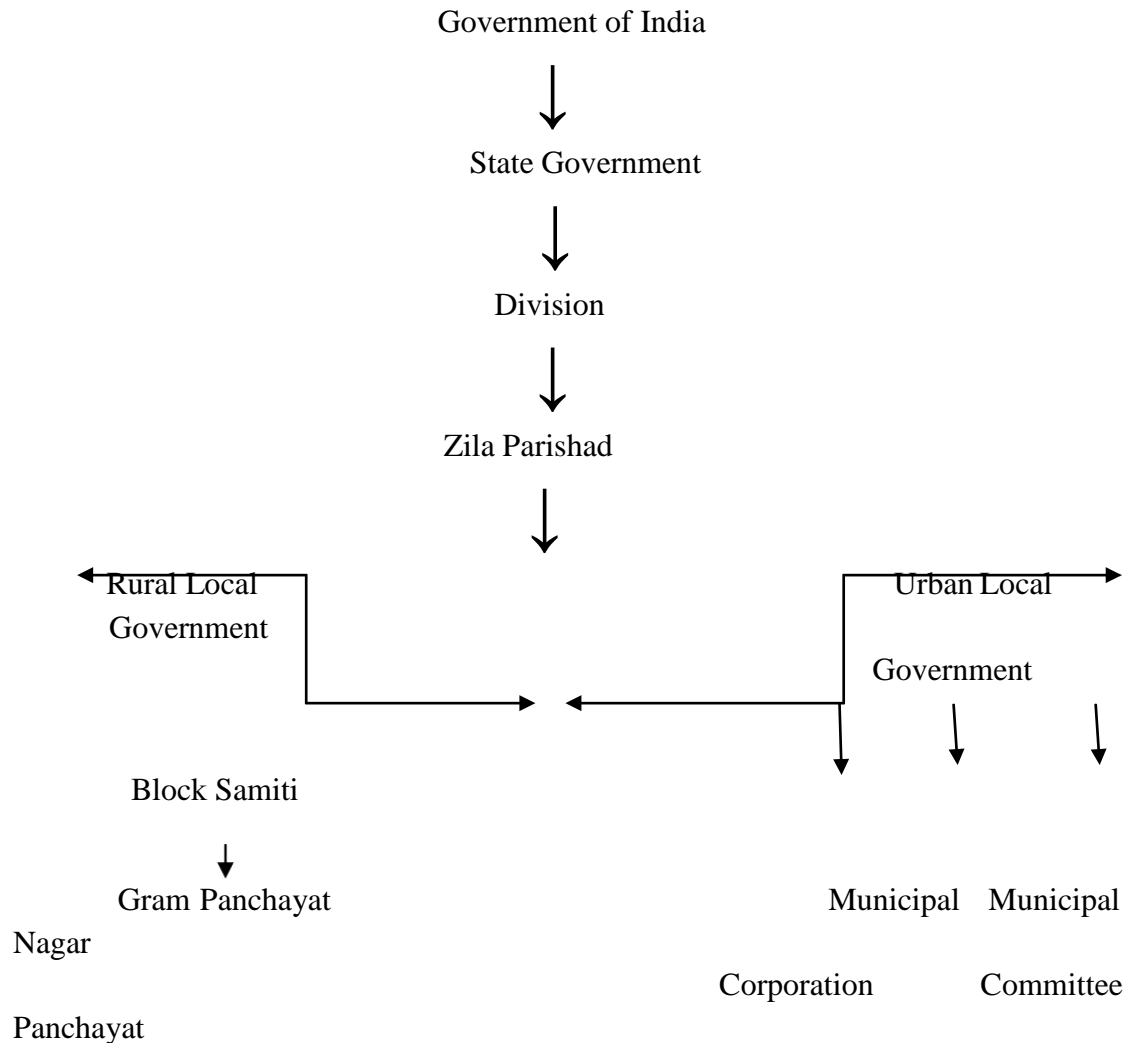 Government of India
State Government
Division
Zila Parishad
Rural Local
Government
Urban Local
Government
Block Samiti
Gram Panchayat
Municipal Municipal
Nagar
Corporation Committee
Panchayat